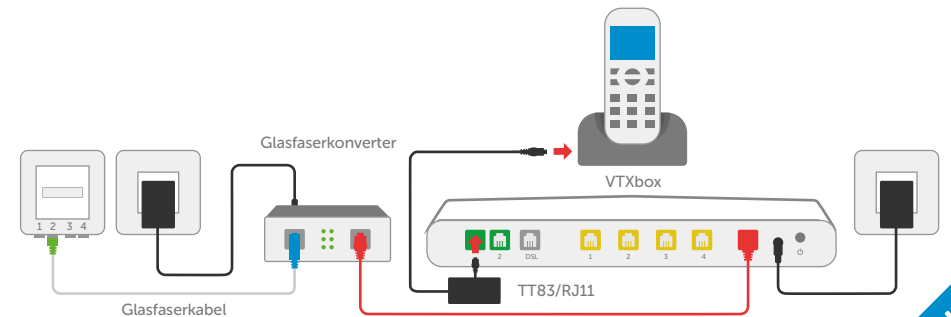 Glasfaserkonverter
VTXbox
1 2 3 4
2 DSL 1 2 3 4
TT83/RJ11
Glasfaserkabel